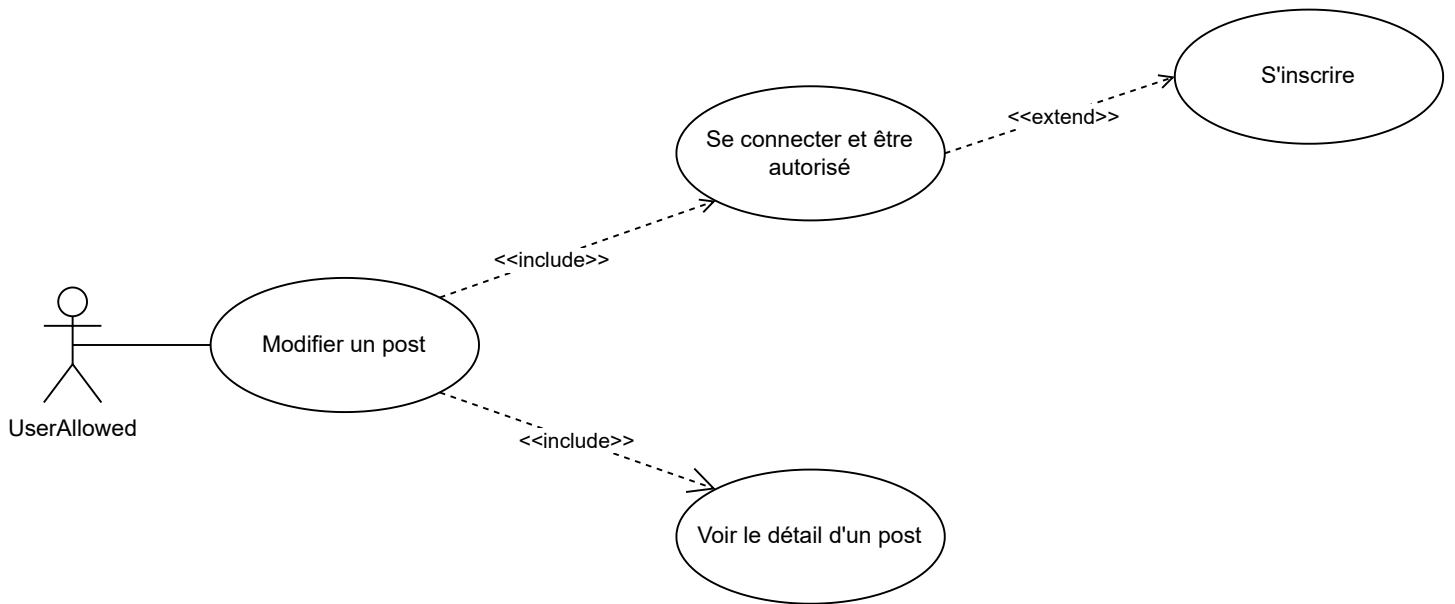 S'inscrire
<<extend>>
Se connecter et être
autorisé
<<include>>
Modifier un post
UserAllowed
<<include>>
Voir le détail d'un post